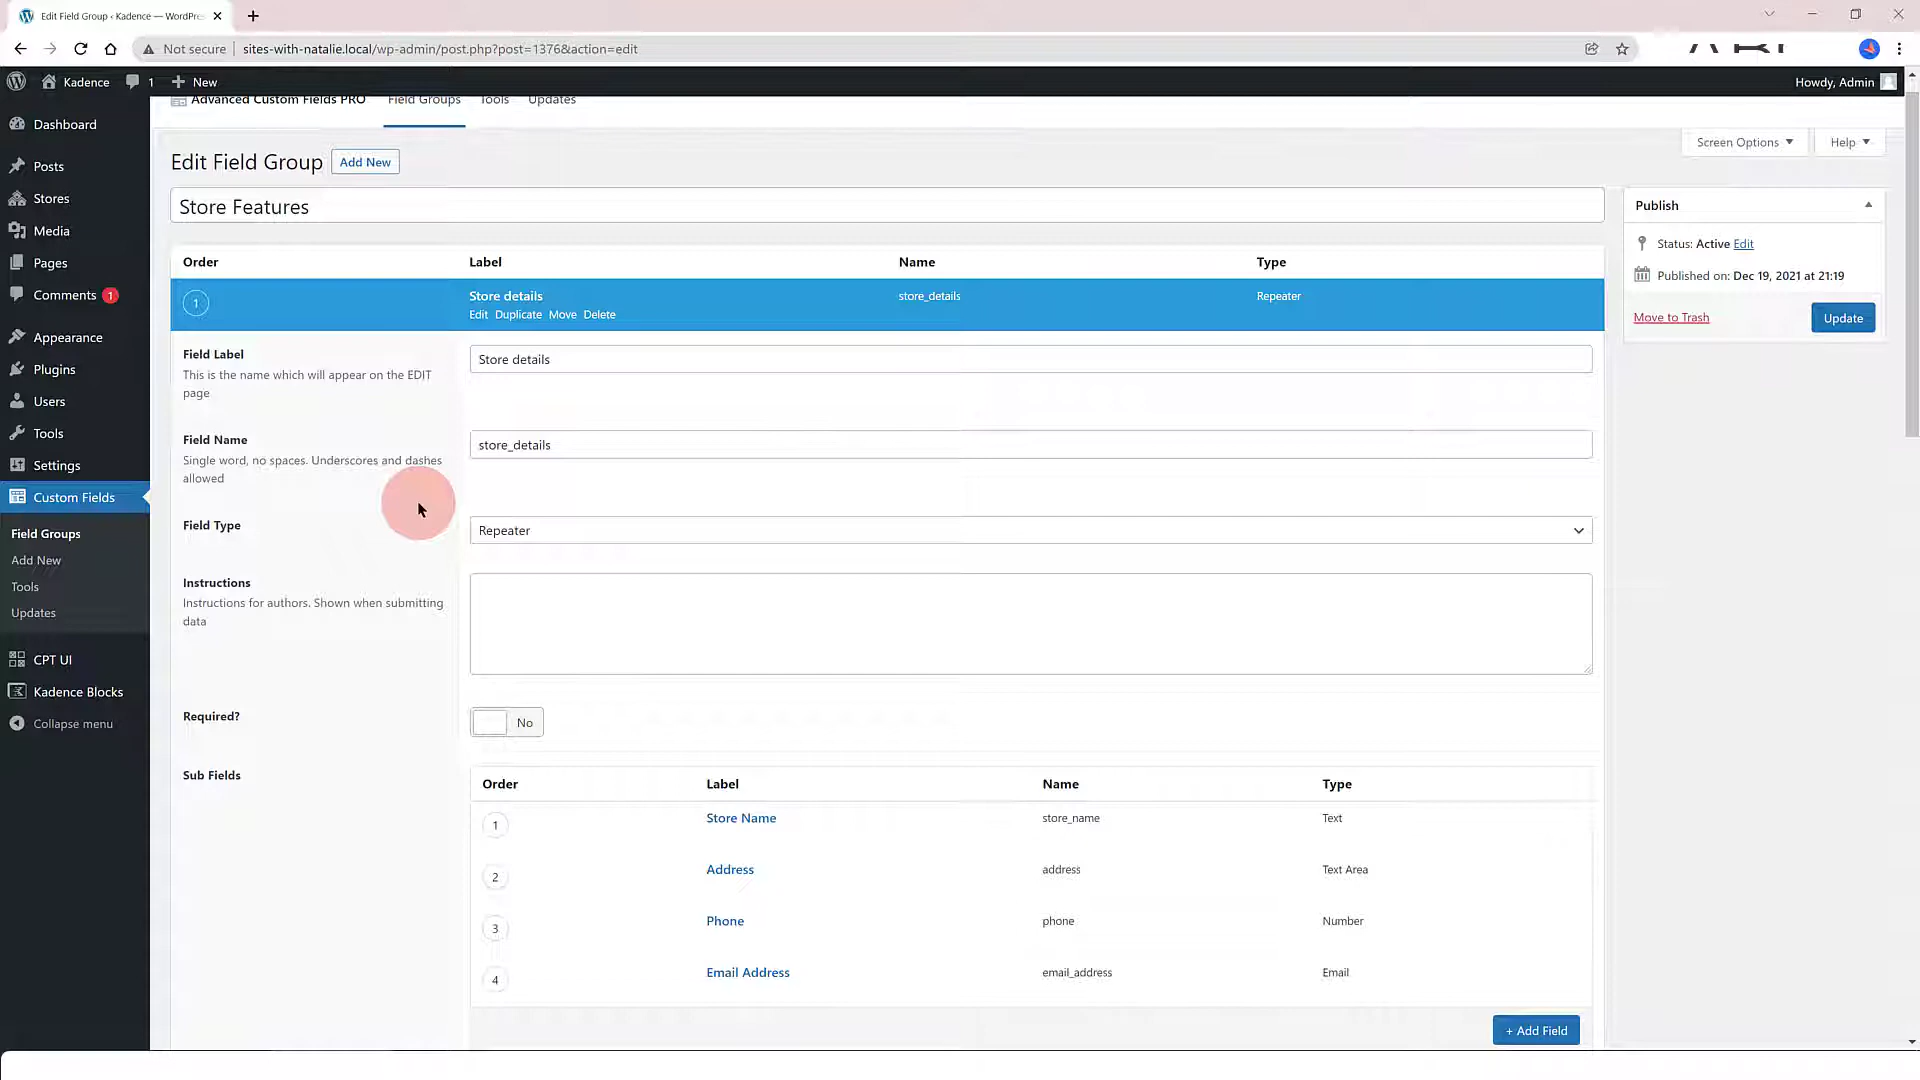 Edit Field Group ‹ Kadence — WordPre
Not secure
sites-with-natalie.local/wp-admin/post.php?post=1376&action=edit
Kadence
1
New
Howdy, Admin
Advanced Custom Fields PRO
Field Groups
Tools
Updates
Dashboard
Posts
Stores
Media
Pages
Comments 1
Appearance
Plugins
Users
Tools
Settings
Custom Fields
Field Groups
Add New
Tools
Updates
CPT UI
Kadence Blocks
Collapse menu
Screen Options
Help
Edit Field Group
Add New
Store Features
Order Label Name Type
1 Store details store_details Repeater
Edit Duplicate Move Delete
Field Label
This is the name which will appear on the EDIT
page
Store details
Field Name
Single word, no spaces. Underscores and dashes
allowed
store_details
Field Type
Repeater
Instructions
Instructions for authors. Shown when submitting
data
Required?
No
Sub Fields
Order Label Name Type
1 Store Name store_name Text
2 Address address Text Area
3 Phone phone Number
4 Email Address email_address Email
+ Add Field
Publish
Status: Active Edit
Published on: Dec 19, 2021 at 21:19
Move to Trash
Update